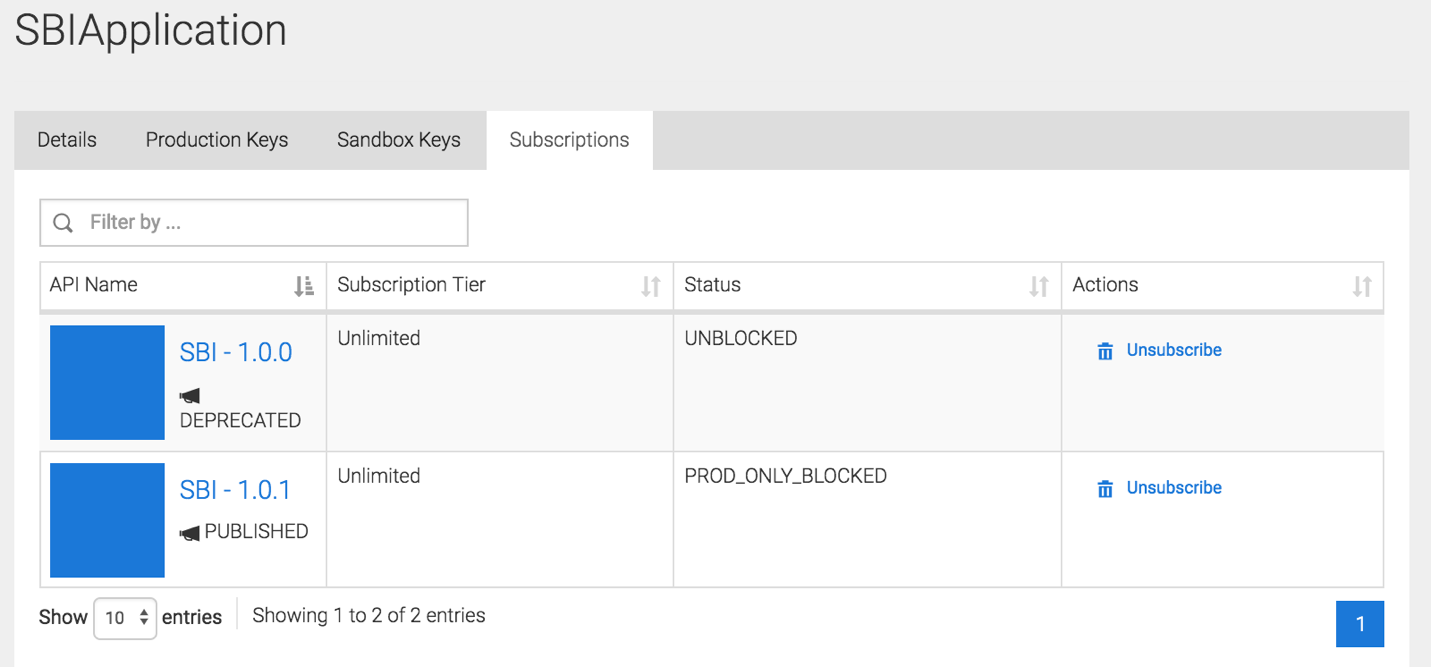 SBIApplication
Details Production Keys Sandbox Keys Subscriptions
Filter by ...
API Name Subscription Tier Status Actions
SBI - 1.0.0 Unlimited UNBLOCKED Unsubscribe
DEPRECATED
SBI - 1.0.1 Unlimited PROD_ONLY_BLOCKED Unsubscribe
PUBLISHED
Show 10 entries Showing 1 to 2 of 2 entries 1